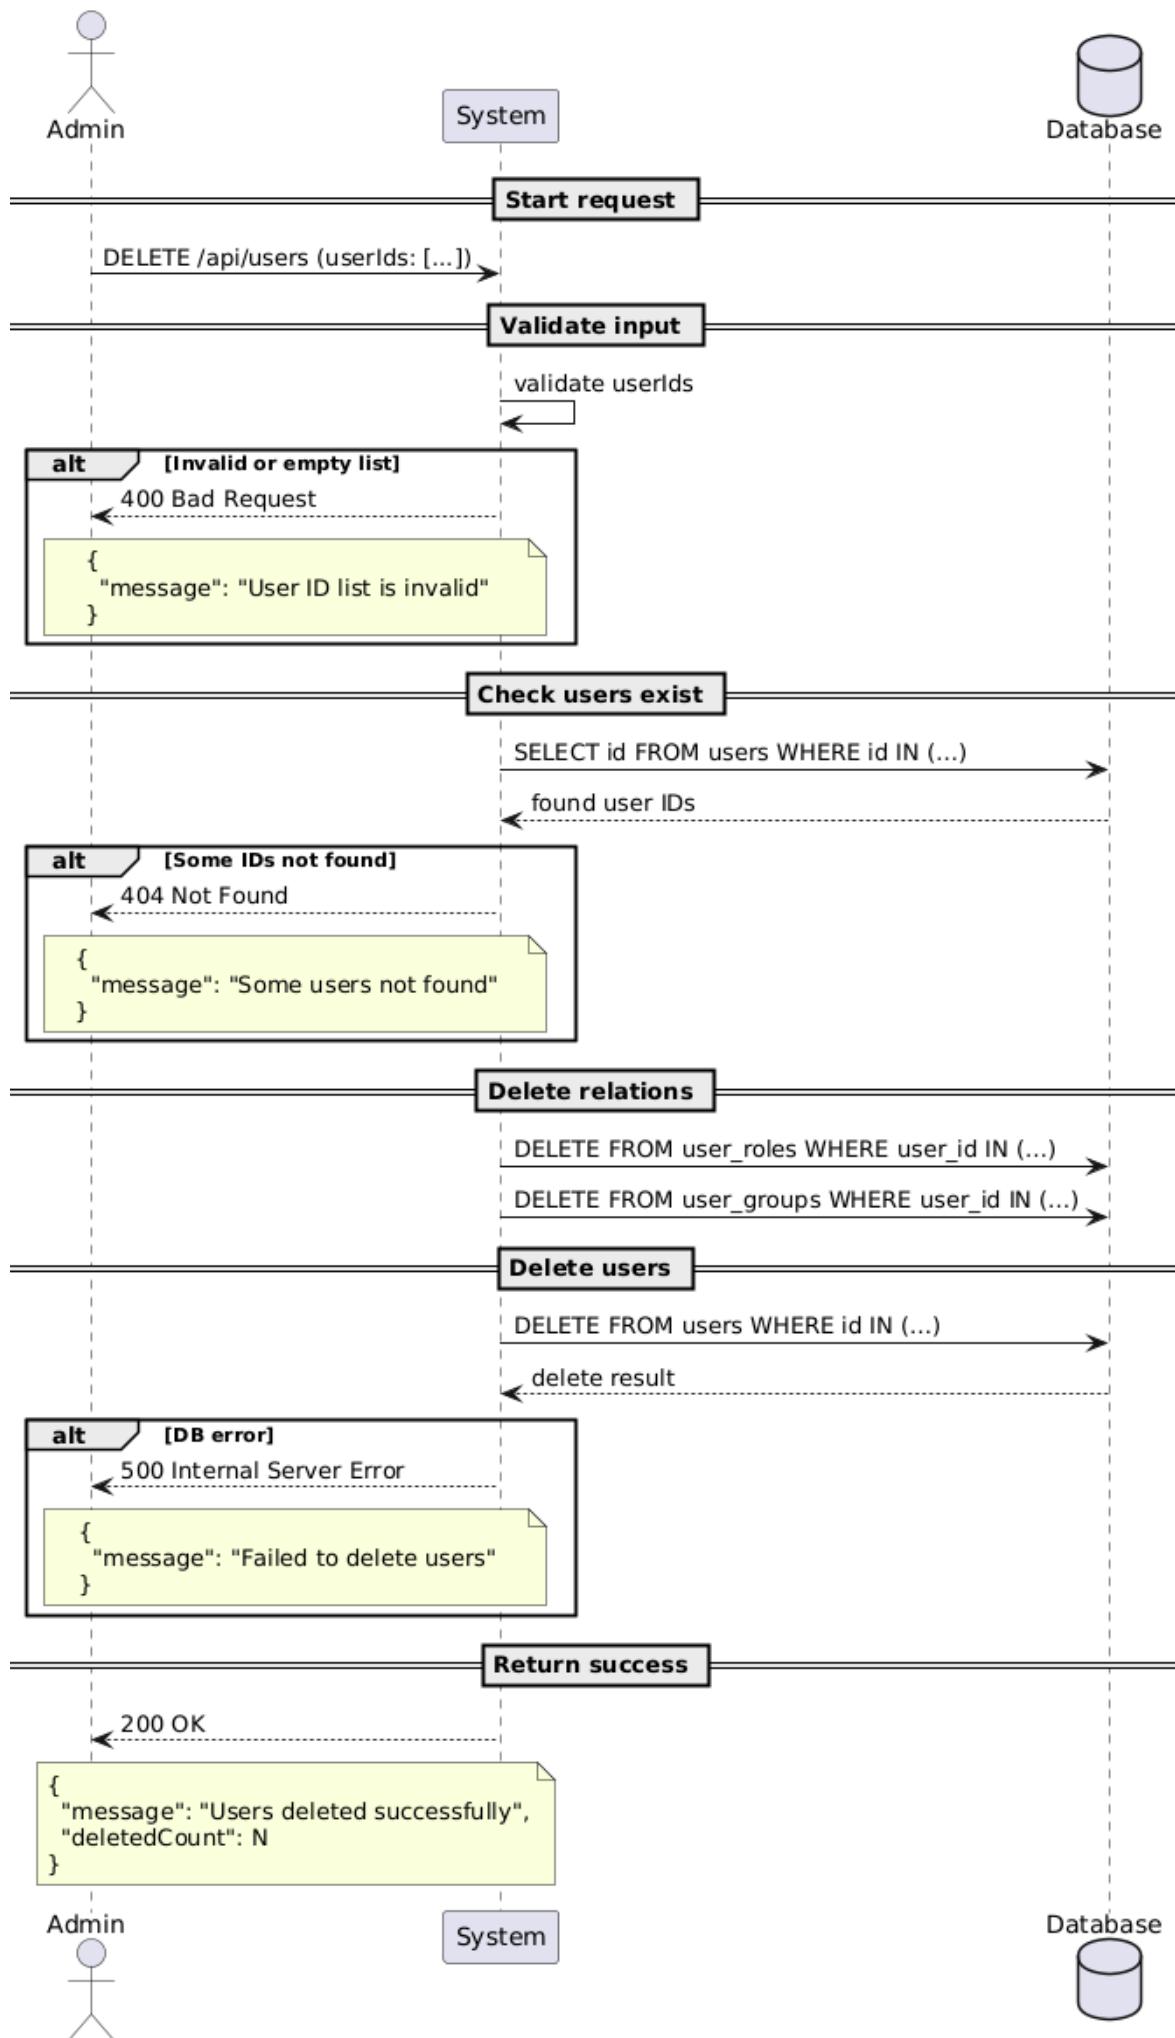 Admin
System
Database
Start request
DELETE /api/users (userIds: [...])
Validate input
validate userIds
alt [Invalid or empty list]
400 Bad Request
{
"message": "User ID list is invalid"
}
Check users exist
SELECT id FROM users WHERE id IN (...)
found user IDs
alt [Some IDs not found]
404 Not Found
{
"message": "Some users not found"
}
Delete relations
DELETE FROM user_roles WHERE user_id IN (...)
DELETE FROM user_groups WHERE user_id IN (...)
Delete users
DELETE FROM users WHERE id IN (...)
delete result
alt [DB error]
500 Internal Server Error
{
"message": "Failed to delete users"
}
Return success
200 OK
{
"message": "Users deleted successfully",
"deletedCount": N
}
Admin
System
Database